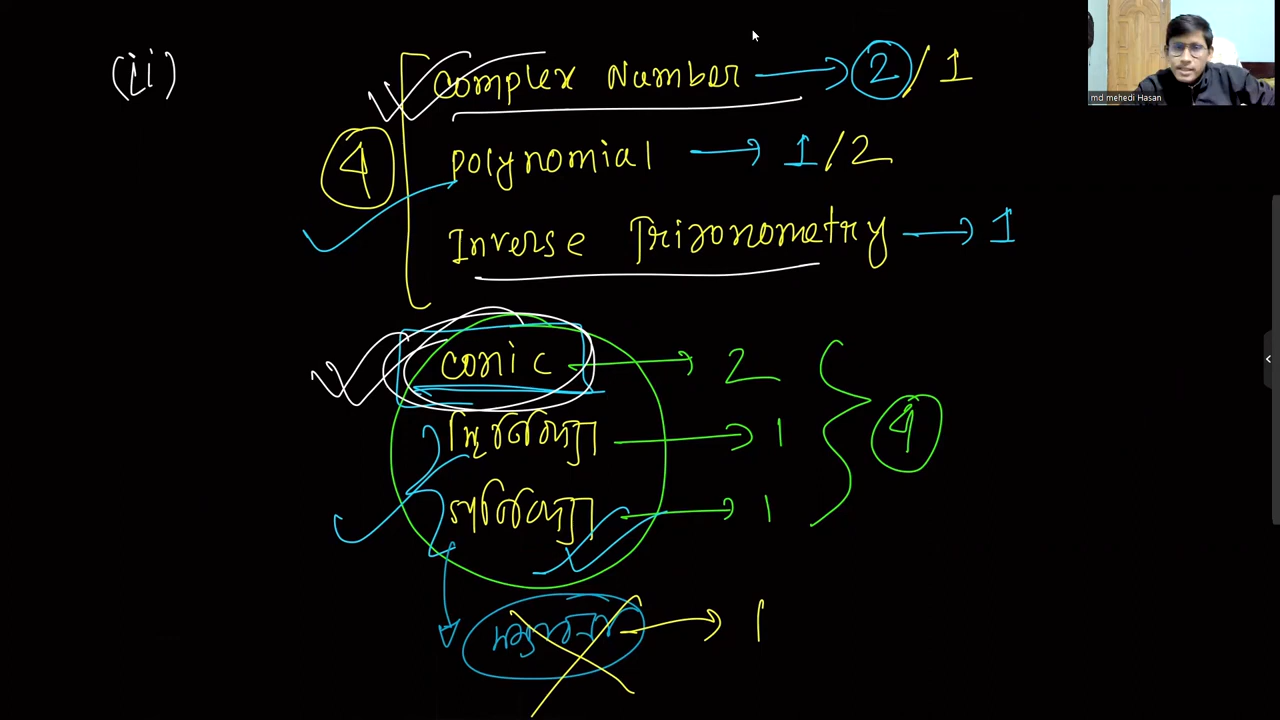 (ii)
Complex Number → 2/1
④
polynomial → 1/2
Inverse Trigonometry → 1
conic → 2
স্থিতিবিদ্যা → 1
④
গতিবিদ্যা → 1
→ 1
md mehedi Hasan